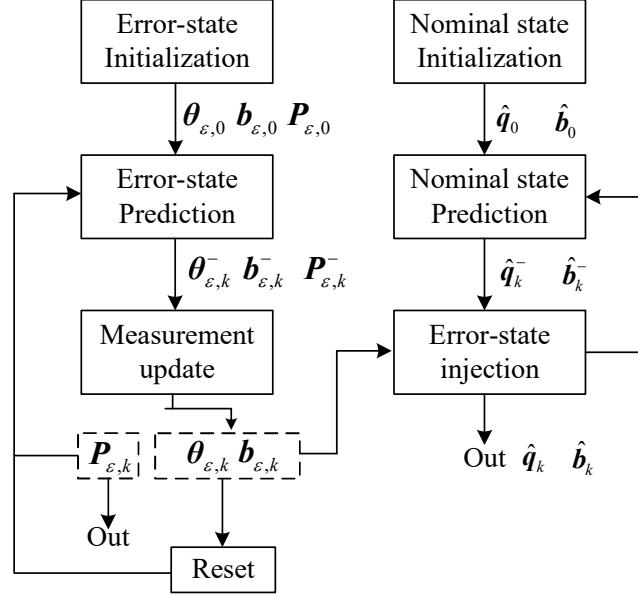 Error-state
Initialization
Nominal state
Initialization
θ_{ε,0} b_{ε,0} P_{ε,0}
q̂_0 b̂_0
Error-state
Prediction
Nominal state
Prediction
θ⁻_{ε,k} b⁻_{ε,k} P⁻_{ε,k}
q̂⁻_k b̂⁻_k
Measurement
update
Error-state
injection
P_{ε,k}
θ_{ε,k} b_{ε,k}
Out q̂_k b̂_k
Out
Reset